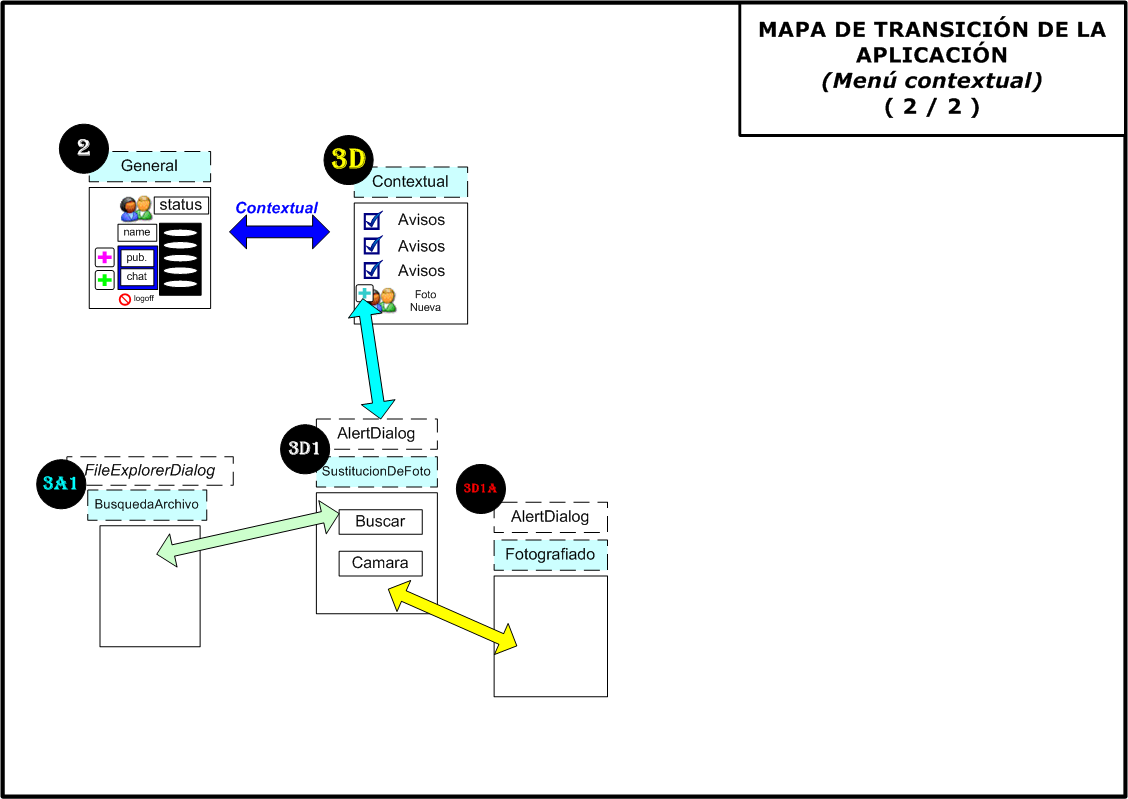 MAPA DE TRANSICIÓN DE LA
APLICACIÓN
(Menú contextual)
( 2 / 2 )
2
General
status
name
pub.
chat
logoff
Contextual
3D
Contextual
Avisos
Avisos
Avisos
Foto
Nueva
3D1
AlertDialog
SustitucionDeFoto
Buscar
Camara
3A1
FileExplorerDialog
BusquedaArchivo
3D1A
AlertDialog
Fotografiado